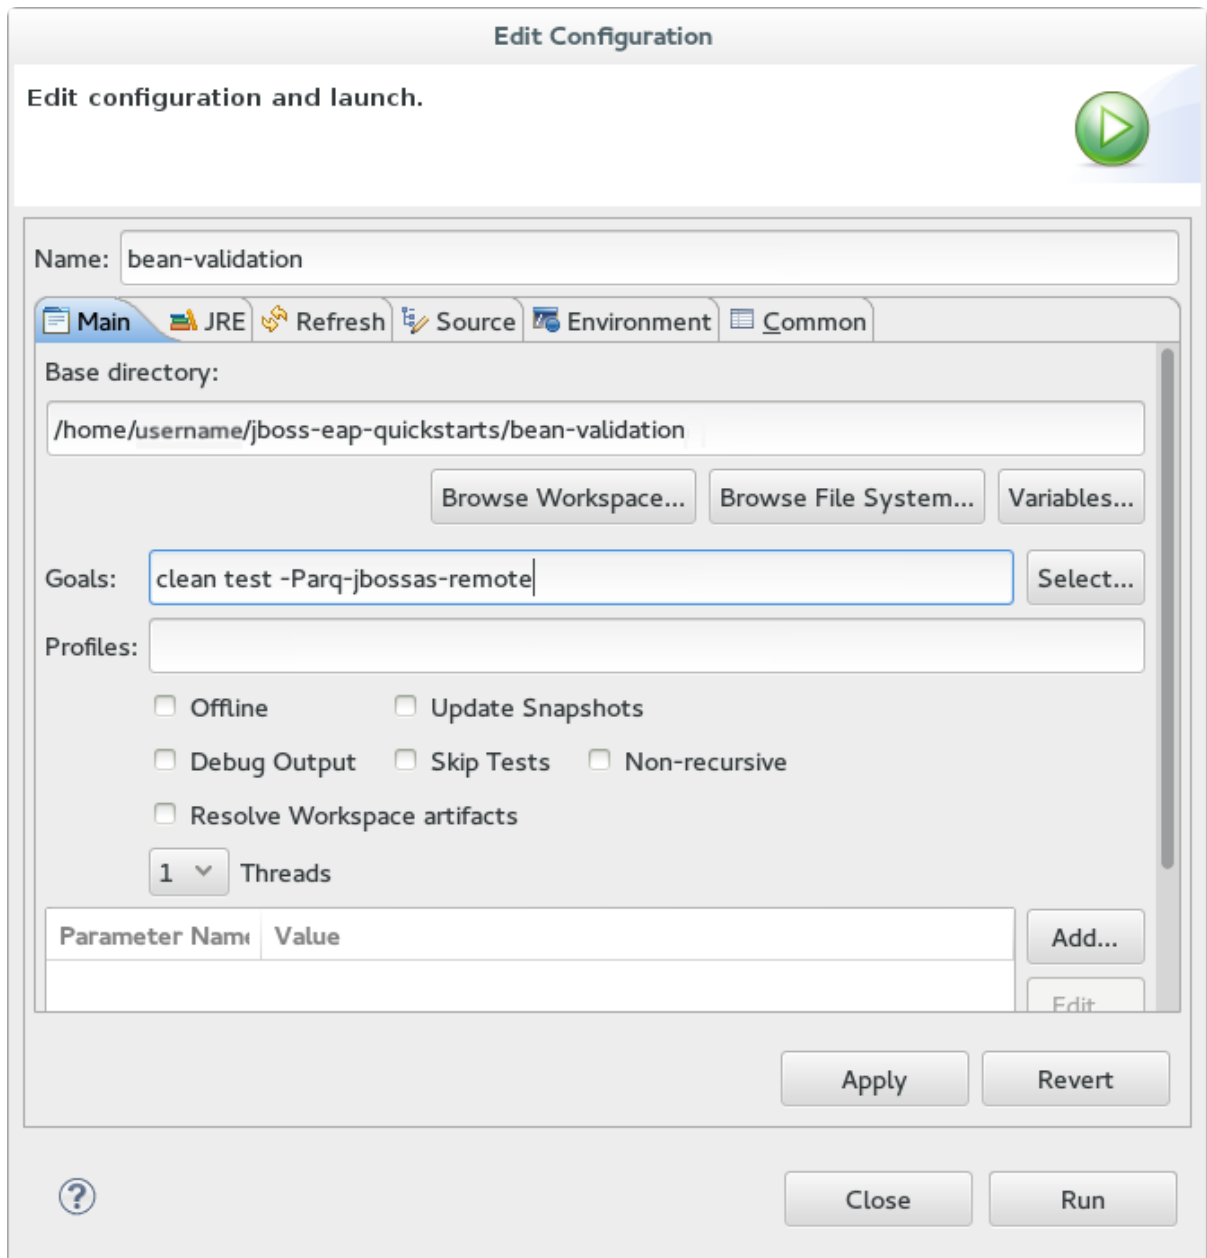 Edit Configuration
Edit configuration and launch.
Name: bean-validation
Main JRE Refresh Source Environment Common
Base directory:
/home/username/jboss-eap-quickstarts/bean-validation
Browse Workspace... Browse File System... Variables...
Goals: clean test -Parq-jbossas-remote Select...
Profiles:
Offline Update Snapshots
Debug Output Skip Tests Non-recursive
Resolve Workspace artifacts
1 Threads
Parameter Name Value Add...
Edit...
Apply Revert
? Close Run